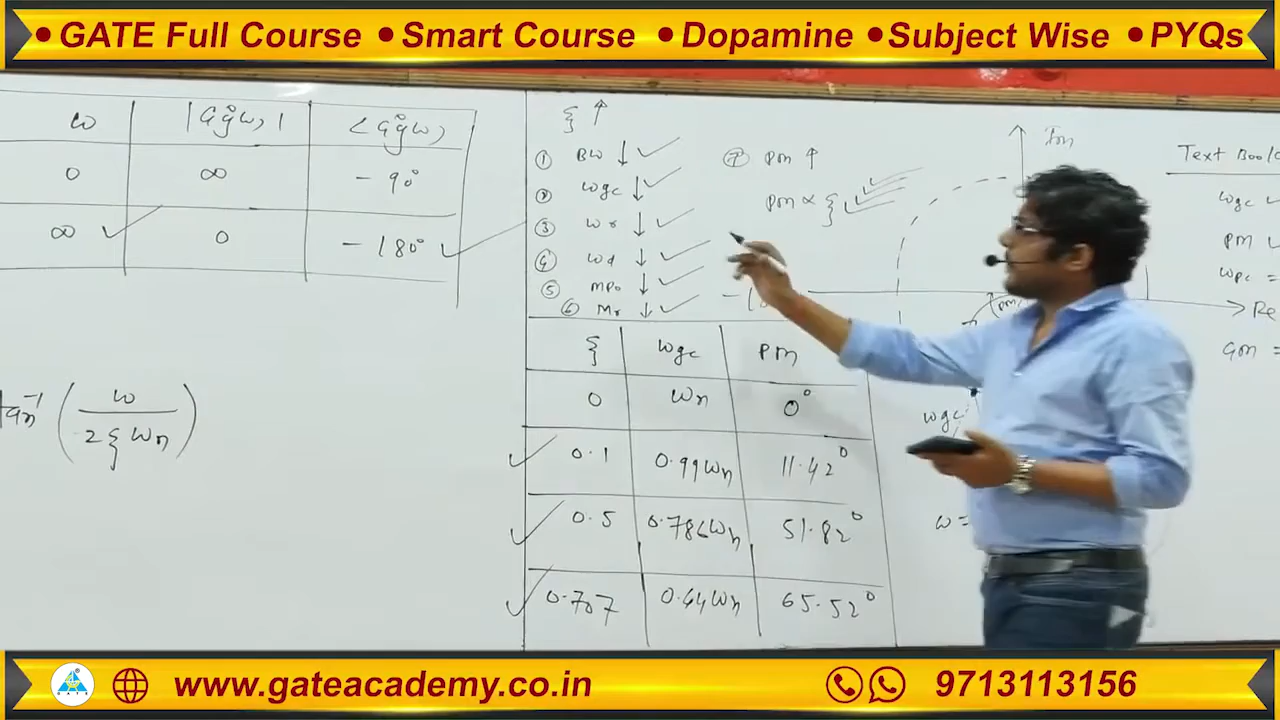 • GATE Full Course • Smart Course • Dopamine • Subject Wise • PYQs
ω |G(jω)| ∠G(jω)
0 ∞ -90°
∞ 0 -180°
tan⁻¹ (ω / 2ξωn)
ξ ↑
① BW ↓
② ωgc ↓
③ ωr ↓
④ ωd ↓
⑤ MPo ↓
⑥ Mr ↓
⑦ PM ↑
PM ∝ ξ
ξ ωgc PM
0 ωn 0°
0.1 0.99ωn 11.42°
0.5 0.786ωn 51.82°
0.707 0.64ωn 65.52°
Im
Re
PM
ωgc
ω=
Text Book
ωgc
PM
ωpc =
GM =
GATE
www.gateacademy.co.in
9713113156